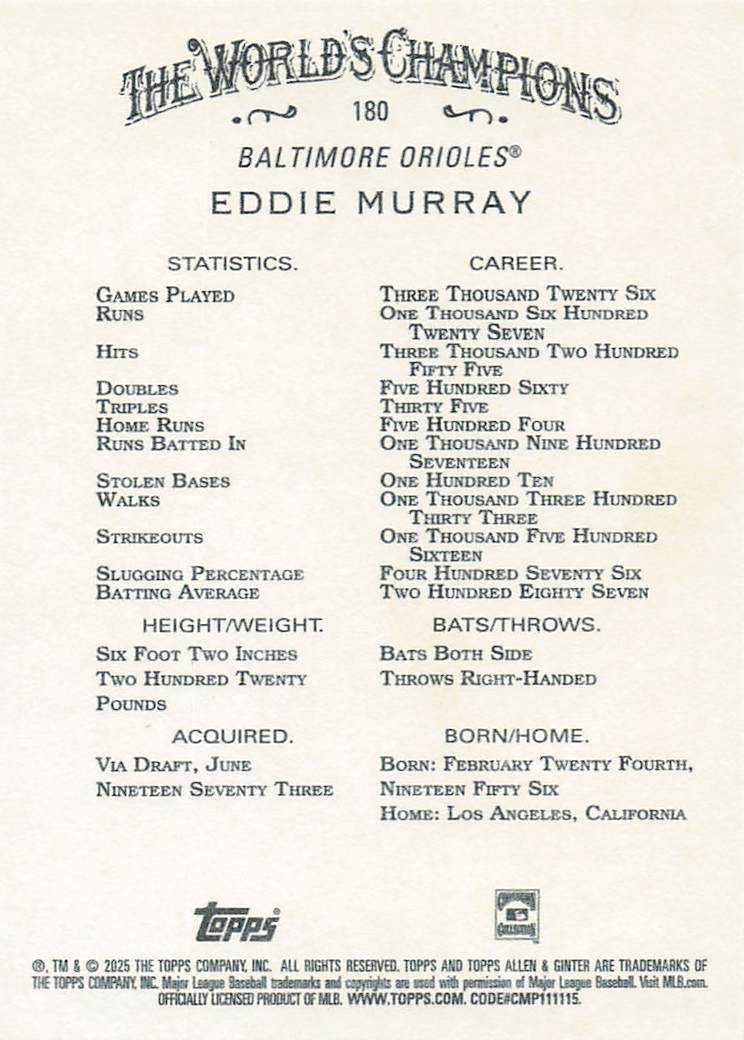 THE WORLD'S CHAMPIONS
180
BALTIMORE ORIOLES®
EDDIE MURRAY
STATISTICS. CAREER.
GAMES PLAYED THREE THOUSAND TWENTY SIX
RUNS ONE THOUSAND SIX HUNDRED
TWENTY SEVEN
HITS THREE THOUSAND TWO HUNDRED
FIFTY FIVE
DOUBLES FIVE HUNDRED SIXTY
TRIPLES THIRTY FIVE
HOME RUNS FIVE HUNDRED FOUR
RUNS BATTED IN ONE THOUSAND NINE HUNDRED
SEVENTEEN
STOLEN BASES ONE HUNDRED TEN
WALKS ONE THOUSAND THREE HUNDRED
THIRTY THREE
STRIKEOUTS ONE THOUSAND FIVE HUNDRED
SIXTEEN
SLUGGING PERCENTAGE FOUR HUNDRED SEVENTY SIX
BATTING AVERAGE TWO HUNDRED EIGHTY SEVEN
HEIGHT/WEIGHT. BATS/THROWS.
SIX FOOT TWO INCHES BATS BOTH SIDE
TWO HUNDRED TWENTY THROWS RIGHT-HANDED
POUNDS
ACQUIRED. BORN/HOME.
VIA DRAFT, JUNE BORN: FEBRUARY TWENTY FOURTH,
NINETEEN SEVENTY THREE NINETEEN FIFTY SIX
HOME: LOS ANGELES, CALIFORNIA
topps
COOPERSTOWN
COLLECTION
®, TM & © 2025 THE TOPPS COMPANY, INC. ALL RIGHTS RESERVED. TOPPS AND TOPPS ALLEN & GINTER ARE TRADEMARKS OF
THE TOPPS COMPANY, INC. Major League Baseball trademarks and copyrights are used with permission of Major League Baseball. Visit MLB.com.
OFFICIALLY LICENSED PRODUCT OF MLB. WWW.TOPPS.COM. CODE#CMP111115.